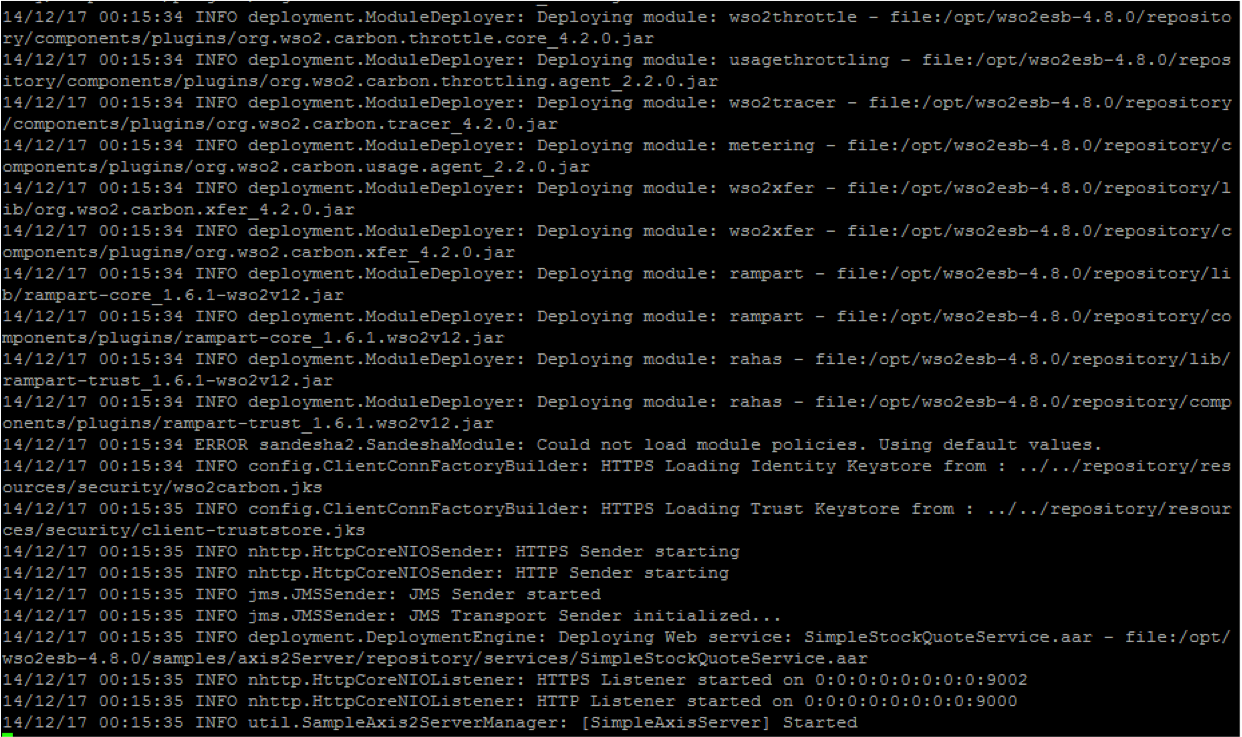 14/12/17 00:15:34 INFO deployment.ModuleDeployer: Deploying module: wso2throttle - file:/opt/wso2esb-4.8.0/reposito
ry/components/plugins/org.wso2.carbon.throttle.core_4.2.0.jar
14/12/17 00:15:34 INFO deployment.ModuleDeployer: Deploying module: usagethrottling - file:/opt/wso2esb-4.8.0/repos
itory/components/plugins/org.wso2.carbon.throttling.agent_2.2.0.jar
14/12/17 00:15:34 INFO deployment.ModuleDeployer: Deploying module: wso2tracer - file:/opt/wso2esb-4.8.0/repository
/components/plugins/org.wso2.carbon.tracer_4.2.0.jar
14/12/17 00:15:34 INFO deployment.ModuleDeployer: Deploying module: metering - file:/opt/wso2esb-4.8.0/repository/c
omponents/plugins/org.wso2.carbon.usage.agent_2.2.0.jar
14/12/17 00:15:34 INFO deployment.ModuleDeployer: Deploying module: wso2xfer - file:/opt/wso2esb-4.8.0/repository/l
ib/org.wso2.carbon.xfer_4.2.0.jar
14/12/17 00:15:34 INFO deployment.ModuleDeployer: Deploying module: wso2xfer - file:/opt/wso2esb-4.8.0/repository/c
omponents/plugins/org.wso2.carbon.xfer_4.2.0.jar
14/12/17 00:15:34 INFO deployment.ModuleDeployer: Deploying module: rampart - file:/opt/wso2esb-4.8.0/repository/li
b/rampart-core_1.6.1-wso2v12.jar
14/12/17 00:15:34 INFO deployment.ModuleDeployer: Deploying module: rampart - file:/opt/wso2esb-4.8.0/repository/co
mponents/plugins/rampart-core_1.6.1.wso2v12.jar
14/12/17 00:15:34 INFO deployment.ModuleDeployer: Deploying module: rahas - file:/opt/wso2esb-4.8.0/repository/lib/
rampart-trust_1.6.1-wso2v12.jar
14/12/17 00:15:34 INFO deployment.ModuleDeployer: Deploying module: rahas - file:/opt/wso2esb-4.8.0/repository/comp
onents/plugins/rampart-trust_1.6.1.wso2v12.jar
14/12/17 00:15:34 ERROR sandesha2.SandeshaModule: Could not load module policies. Using default values.
14/12/17 00:15:34 INFO config.ClientConnFactoryBuilder: HTTPS Loading Identity Keystore from : ../../repository/res
ources/security/wso2carbon.jks
14/12/17 00:15:35 INFO config.ClientConnFactoryBuilder: HTTPS Loading Trust Keystore from : ../../repository/resour
ces/security/client-truststore.jks
14/12/17 00:15:35 INFO nhttp.HttpCoreNIOSender: HTTPS Sender starting
14/12/17 00:15:35 INFO nhttp.HttpCoreNIOSender: HTTP Sender starting
14/12/17 00:15:35 INFO jms.JMSSender: JMS Sender started
14/12/17 00:15:35 INFO jms.JMSSender: JMS Transport Sender initialized...
14/12/17 00:15:35 INFO deployment.DeploymentEngine: Deploying Web service: SimpleStockQuoteService.aar - file:/opt/
wso2esb-4.8.0/samples/axis2Server/repository/services/SimpleStockQuoteService.aar
14/12/17 00:15:35 INFO nhttp.HttpCoreNIOListener: HTTPS Listener started on 0:0:0:0:0:0:0:0:9002
14/12/17 00:15:35 INFO nhttp.HttpCoreNIOListener: HTTP Listener started on 0:0:0:0:0:0:0:0:9000
14/12/17 00:15:35 INFO util.SampleAxis2ServerManager: [SimpleAxisServer] Started